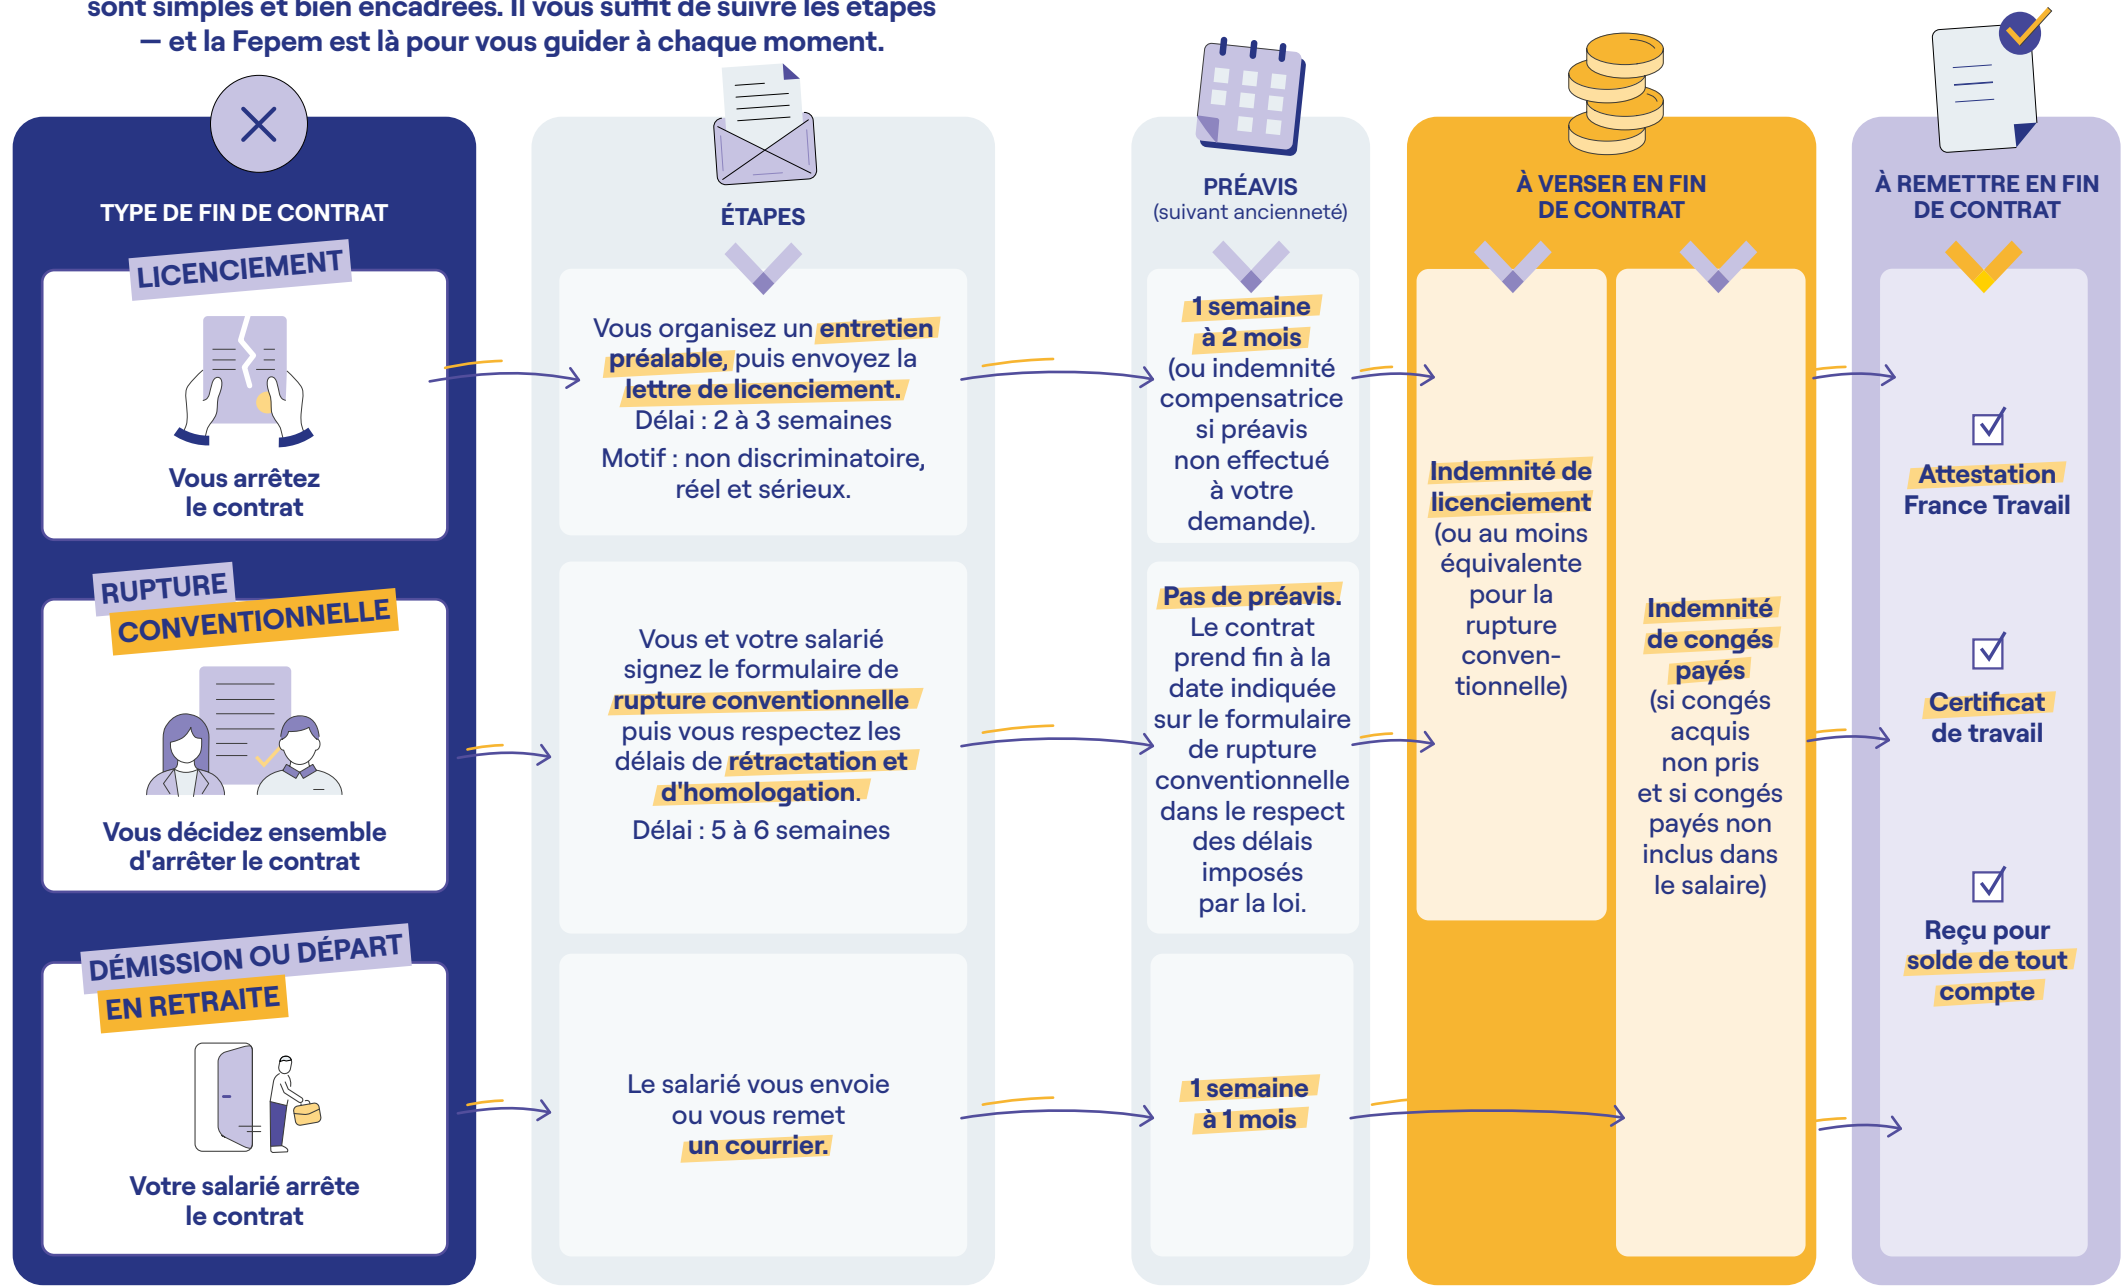 sont simples et bien encadrées. Il vous suffit de suivre les étapes
— et la Fepem est là pour vous guider à chaque moment.
TYPE DE FIN DE CONTRAT
ÉTAPES
PRÉAVIS
(suivant ancienneté)
À VERSER EN FIN
DE CONTRAT
À REMETTRE EN FIN
DE CONTRAT
LICENCIEMENT
Vous arrêtez
le contrat
Vous organisez un entretien
préalable, puis envoyez la
lettre de licenciement.
Délai : 2 à 3 semaines
Motif : non discriminatoire,
réel et sérieux.
1 semaine
à 2 mois
(ou indemnité
compensatrice
si préavis
non effectué
à votre
demande).
RUPTURE
CONVENTIONNELLE
Vous décidez ensemble
d'arrêter le contrat
Vous et votre salarié
signez le formulaire de
rupture conventionnelle
puis vous respectez les
délais de rétractation et
d'homologation.
Délai : 5 à 6 semaines
Pas de préavis.
Le contrat
prend fin à la
date indiquée
sur le formulaire
de rupture
conventionnelle
dans le respect
des délais
imposés
par la loi.
DÉMISSION OU DÉPART
EN RETRAITE
Votre salarié arrête
le contrat
Le salarié vous envoie
ou vous remet
un courrier.
1 semaine
à 1 mois
Indemnité de
licenciement
(ou au moins
équivalente
pour la
rupture
conven-
tionnelle)
Indemnité
de congés
payés
(si congés
acquis
non pris
et si congés
payés non
inclus dans
le salaire)
Attestation
France Travail
Certificat
de travail
Reçu pour
solde de tout
compte